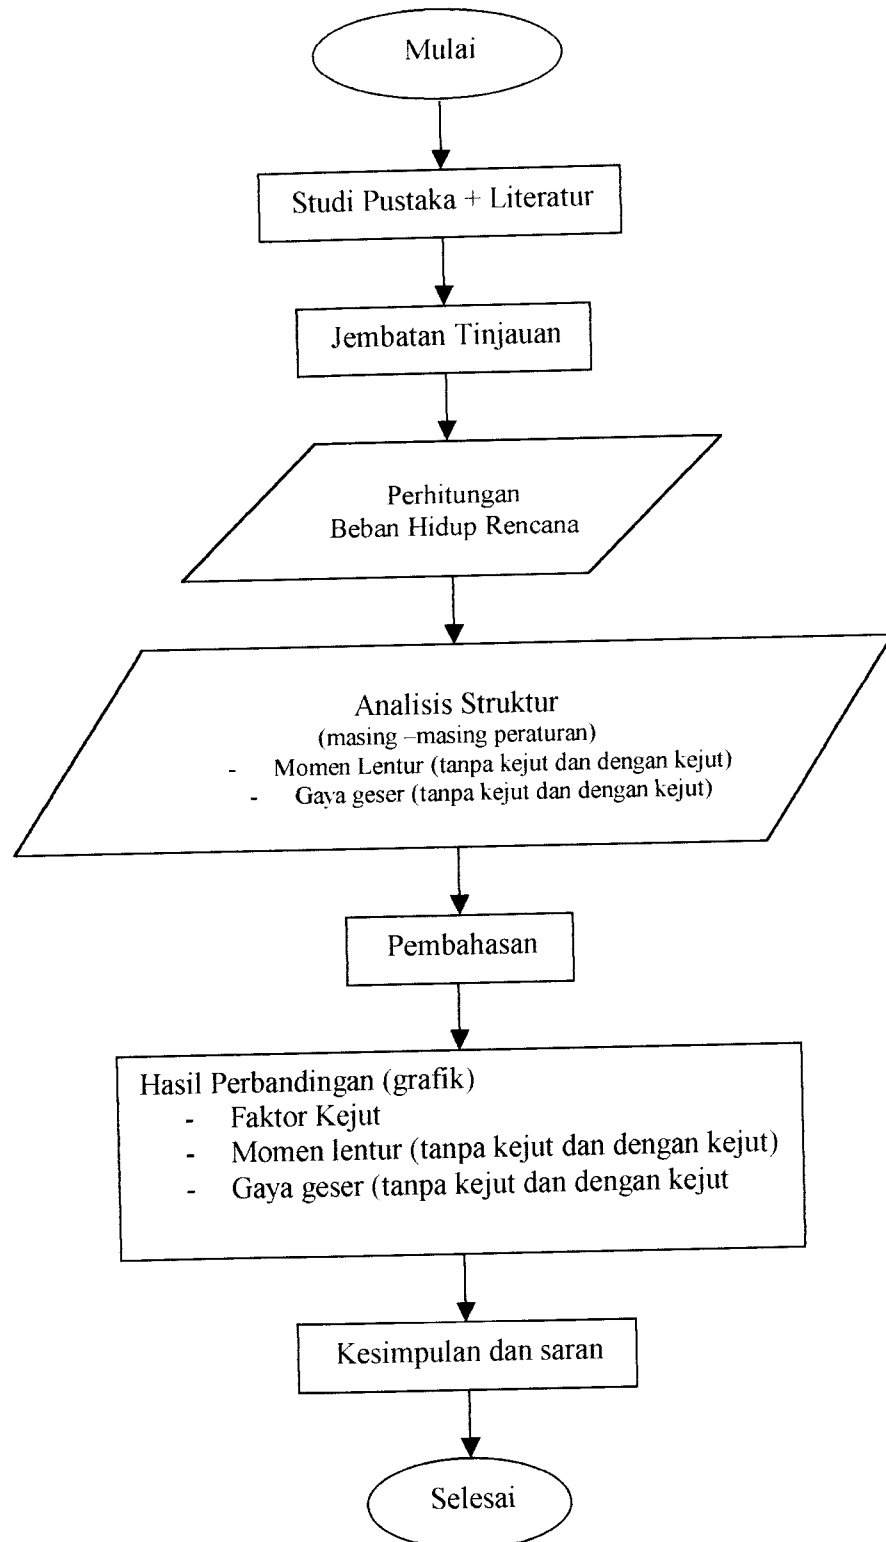 Mulai
Studi Pustaka + Literatur
Jembatan Tinjauan
Perhitungan
Beban Hidup Rencana
Analisis Struktur
(masing –masing peraturan)
- Momen Lentur (tanpa kejut dan dengan kejut)
- Gaya geser (tanpa kejut dan dengan kejut)
Pembahasan
Hasil Perbandingan (grafik)
- Faktor Kejut
- Momen lentur (tanpa kejut dan dengan kejut)
- Gaya geser (tanpa kejut dan dengan kejut
Kesimpulan dan saran
Selesai